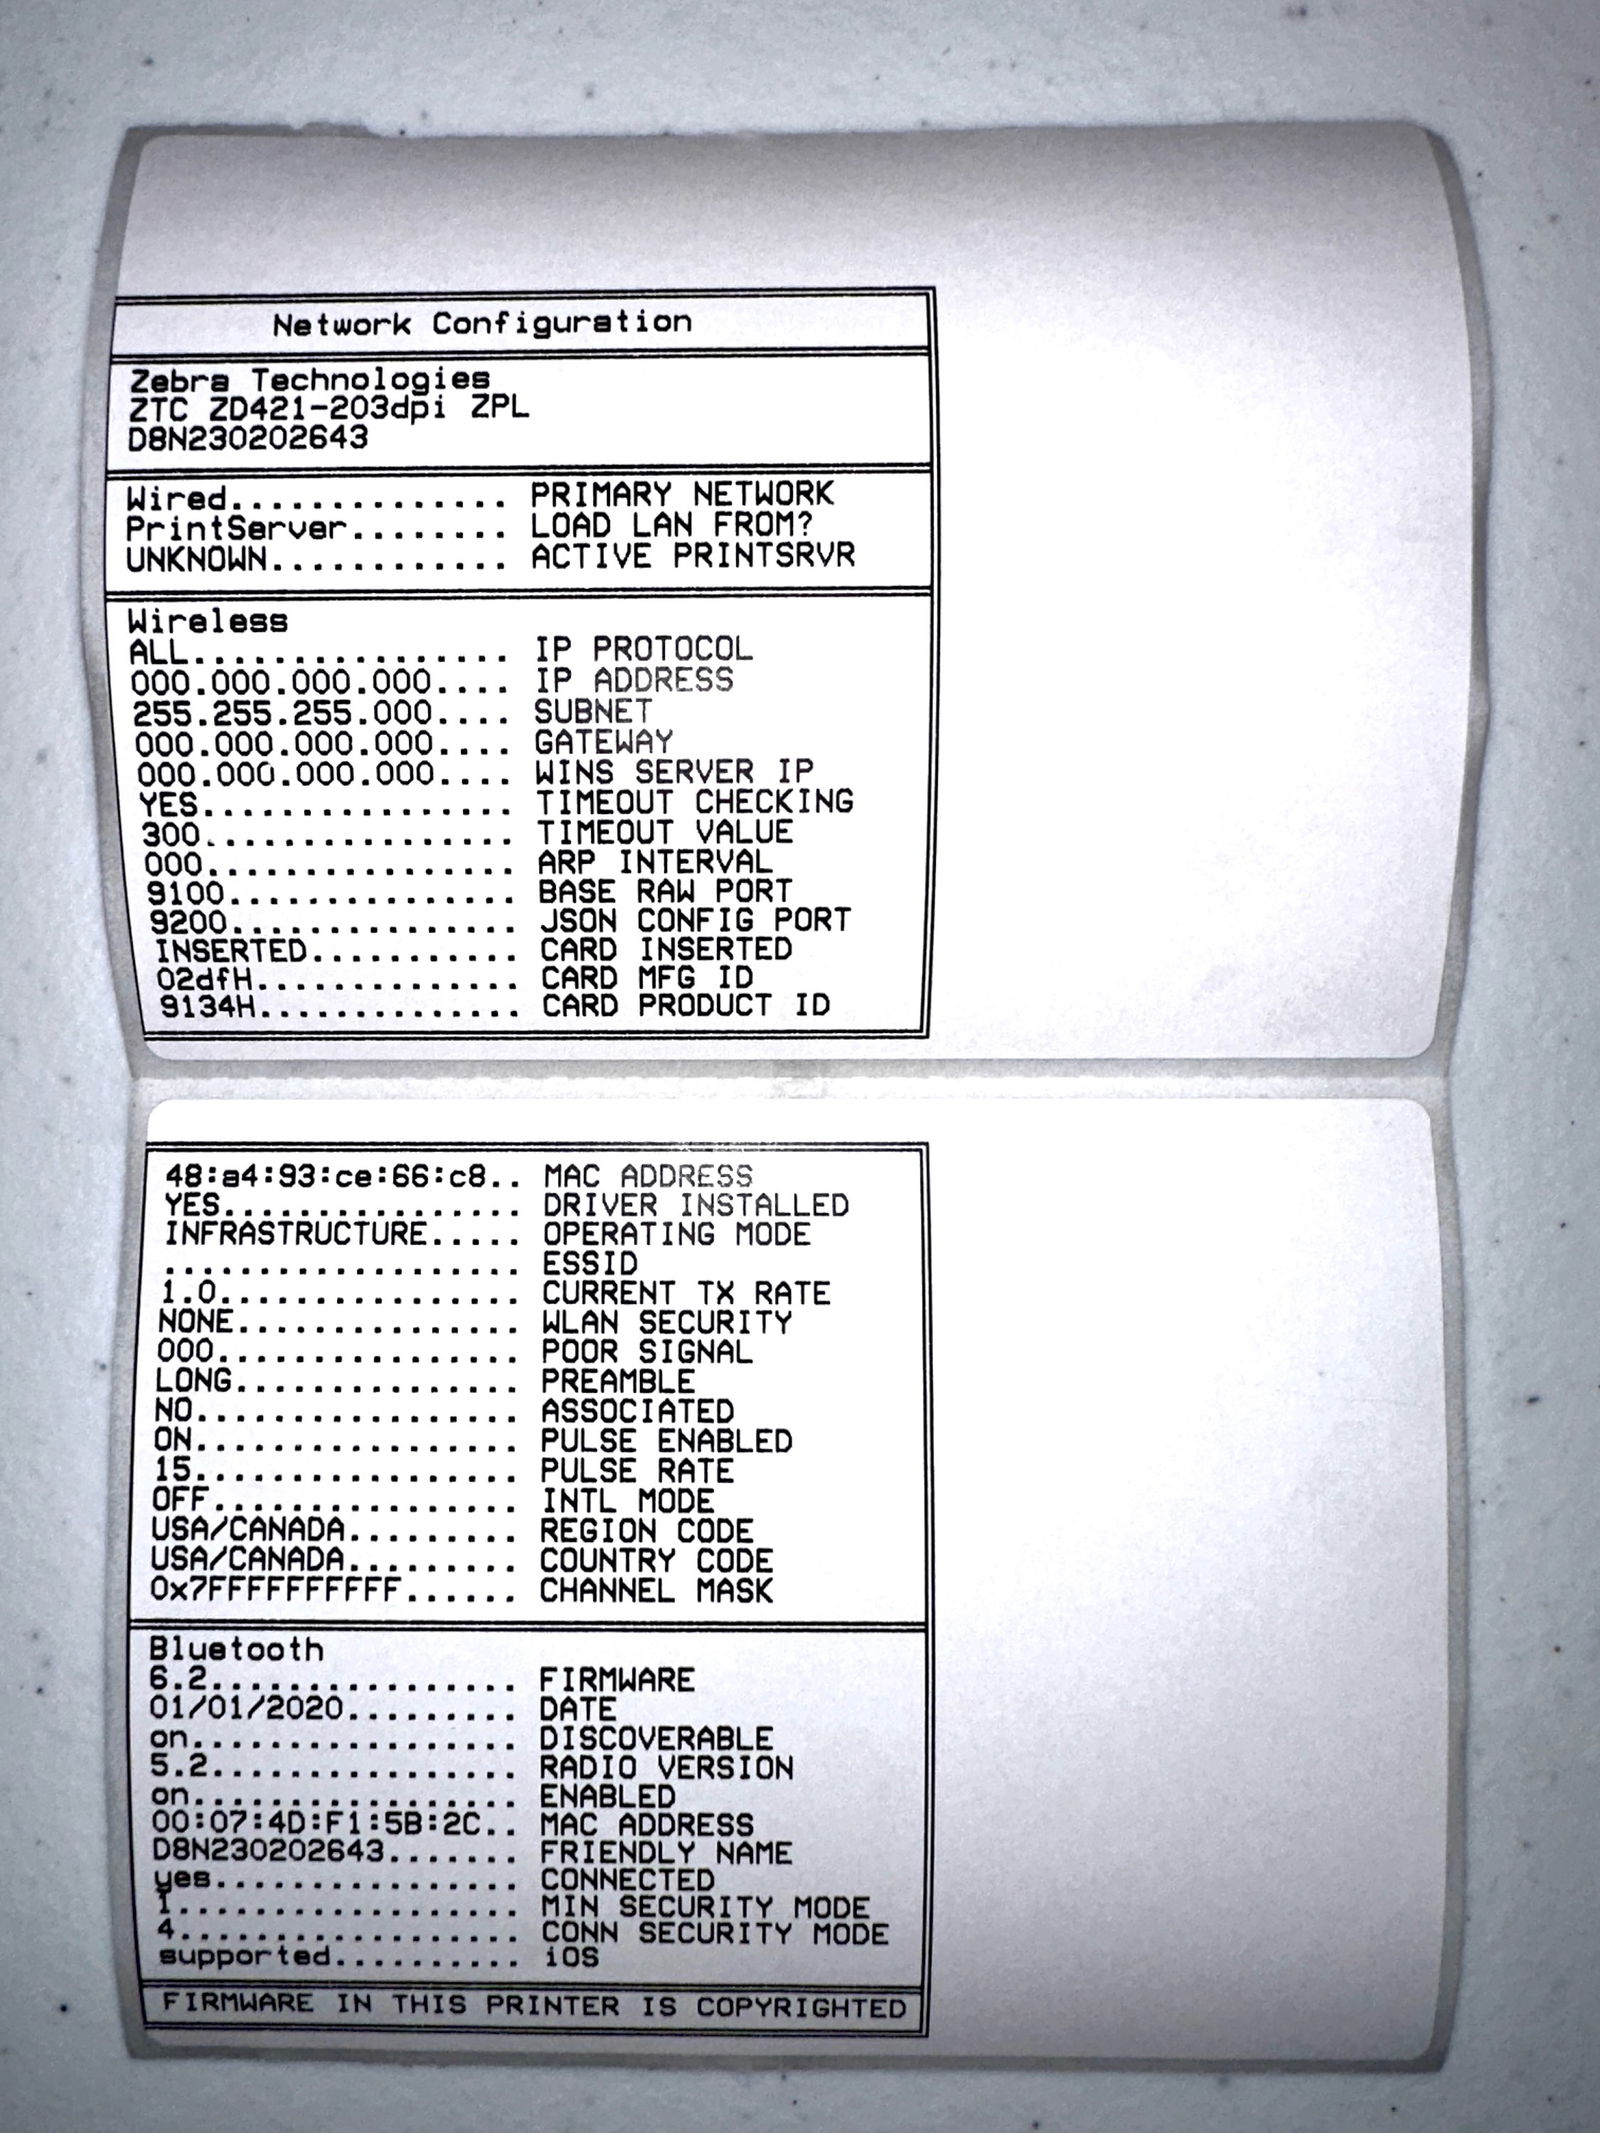 Network Configuration
Zebra Technologies
ZTC ZD421-203dpi ZPL
D8N230202643
Wired.............. PRIMARY NETWORK
PrintServer........ LOAD LAN FROM?
UNKNOWN............ ACTIVE PRINTSRVR
Wireless
ALL................ IP PROTOCOL
000.000.000.000.... IP ADDRESS
255.255.255.000.... SUBNET
000.000.000.000.... GATEWAY
000.000.000.000.... WINS SERVER IP
YES................ TIMEOUT CHECKING
300................ TIMEOUT VALUE
000................ ARP INTERVAL
9100............... BASE RAW PORT
9200............... JSON CONFIG PORT
INSERTED........... CARD INSERTED
02dfH.............. CARD MFG ID
9134H.............. CARD PRODUCT ID
48:a4:93:ce:66:c8.. MAC ADDRESS
YES................ DRIVER INSTALLED
INFRASTRUCTURE..... OPERATING MODE
................... ESSID
1.0................ CURRENT TX RATE
NONE............... WLAN SECURITY
000................ POOR SIGNAL
LONG............... PREAMBLE
NO................. ASSOCIATED
ON................. PULSE ENABLED
15................. PULSE RATE
OFF................ INTL MODE
USA/CANADA......... REGION CODE
USA/CANADA......... COUNTRY CODE
0x7FFFFFFFFFF...... CHANNEL MASK
Bluetooth
6.2................ FIRMWARE
01/01/2020......... DATE
on................. DISCOVERABLE
5.2................ RADIO VERSION
on................. ENABLED
00:07:4D:F1:5B:2C.. MAC ADDRESS
D8N230202643....... FRIENDLY NAME
yes................ CONNECTED
1.................. MIN SECURITY MODE
4.................. CONN SECURITY MODE
supported.......... iOS
FIRMWARE IN THIS PRINTER IS COPYRIGHTED